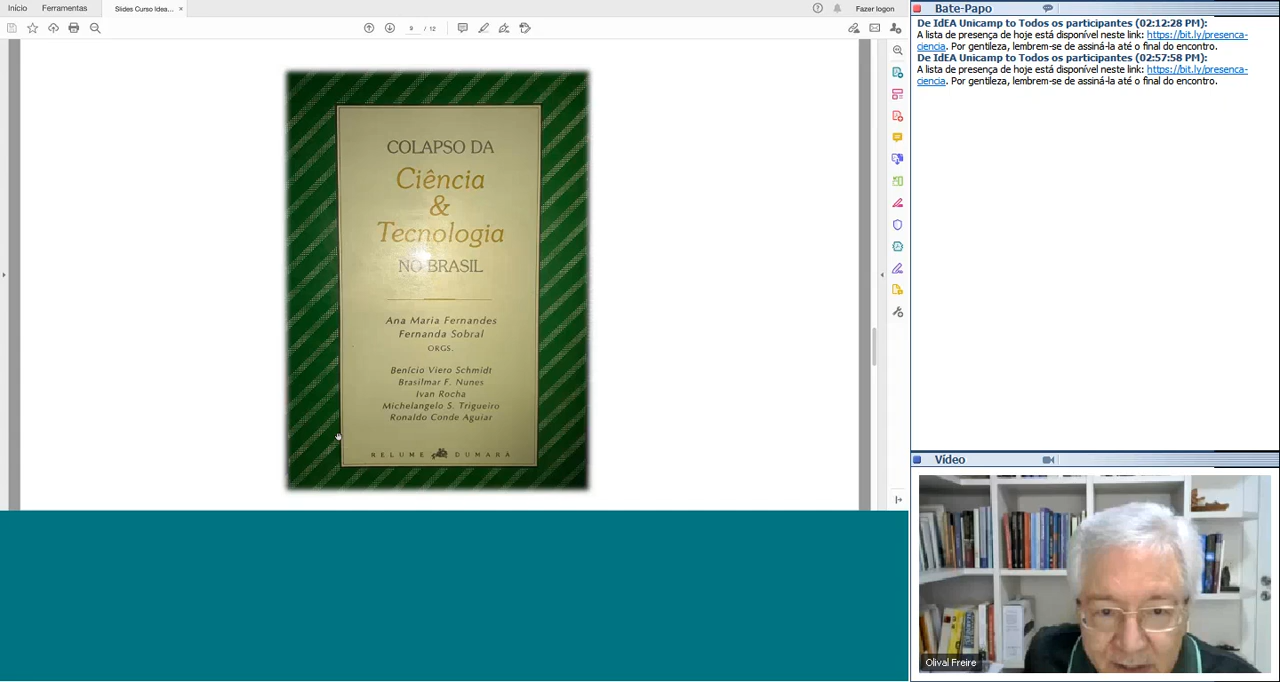 Início
Ferramentas
Slides Curso Idea...
×
Fazer logon
9 / 12
COLAPSO DA
Ciência
&
Tecnologia
NO BRASIL
Ana Maria Fernandes
Fernanda Sobral
ORGS.
Benício Viero Schmidt
Brasilmar F. Nunes
Ivan Rocha
Michelangelo S. Trigueiro
Ronaldo Conde Aguiar
RELUME DUMARÁ
Bate-Papo
De IdEA Unicamp to Todos os participantes (02:12:28 PM):
A lista de presença de hoje está disponível neste link: https://bit.ly/presenca-
ciencia. Por gentileza, lembrem-se de assiná-la até o final do encontro.
De IdEA Unicamp to Todos os participantes (02:57:58 PM):
A lista de presença de hoje está disponível neste link: https://bit.ly/presenca-
ciencia. Por gentileza, lembrem-se de assiná-la até o final do encontro.
Vídeo
Olival Freire